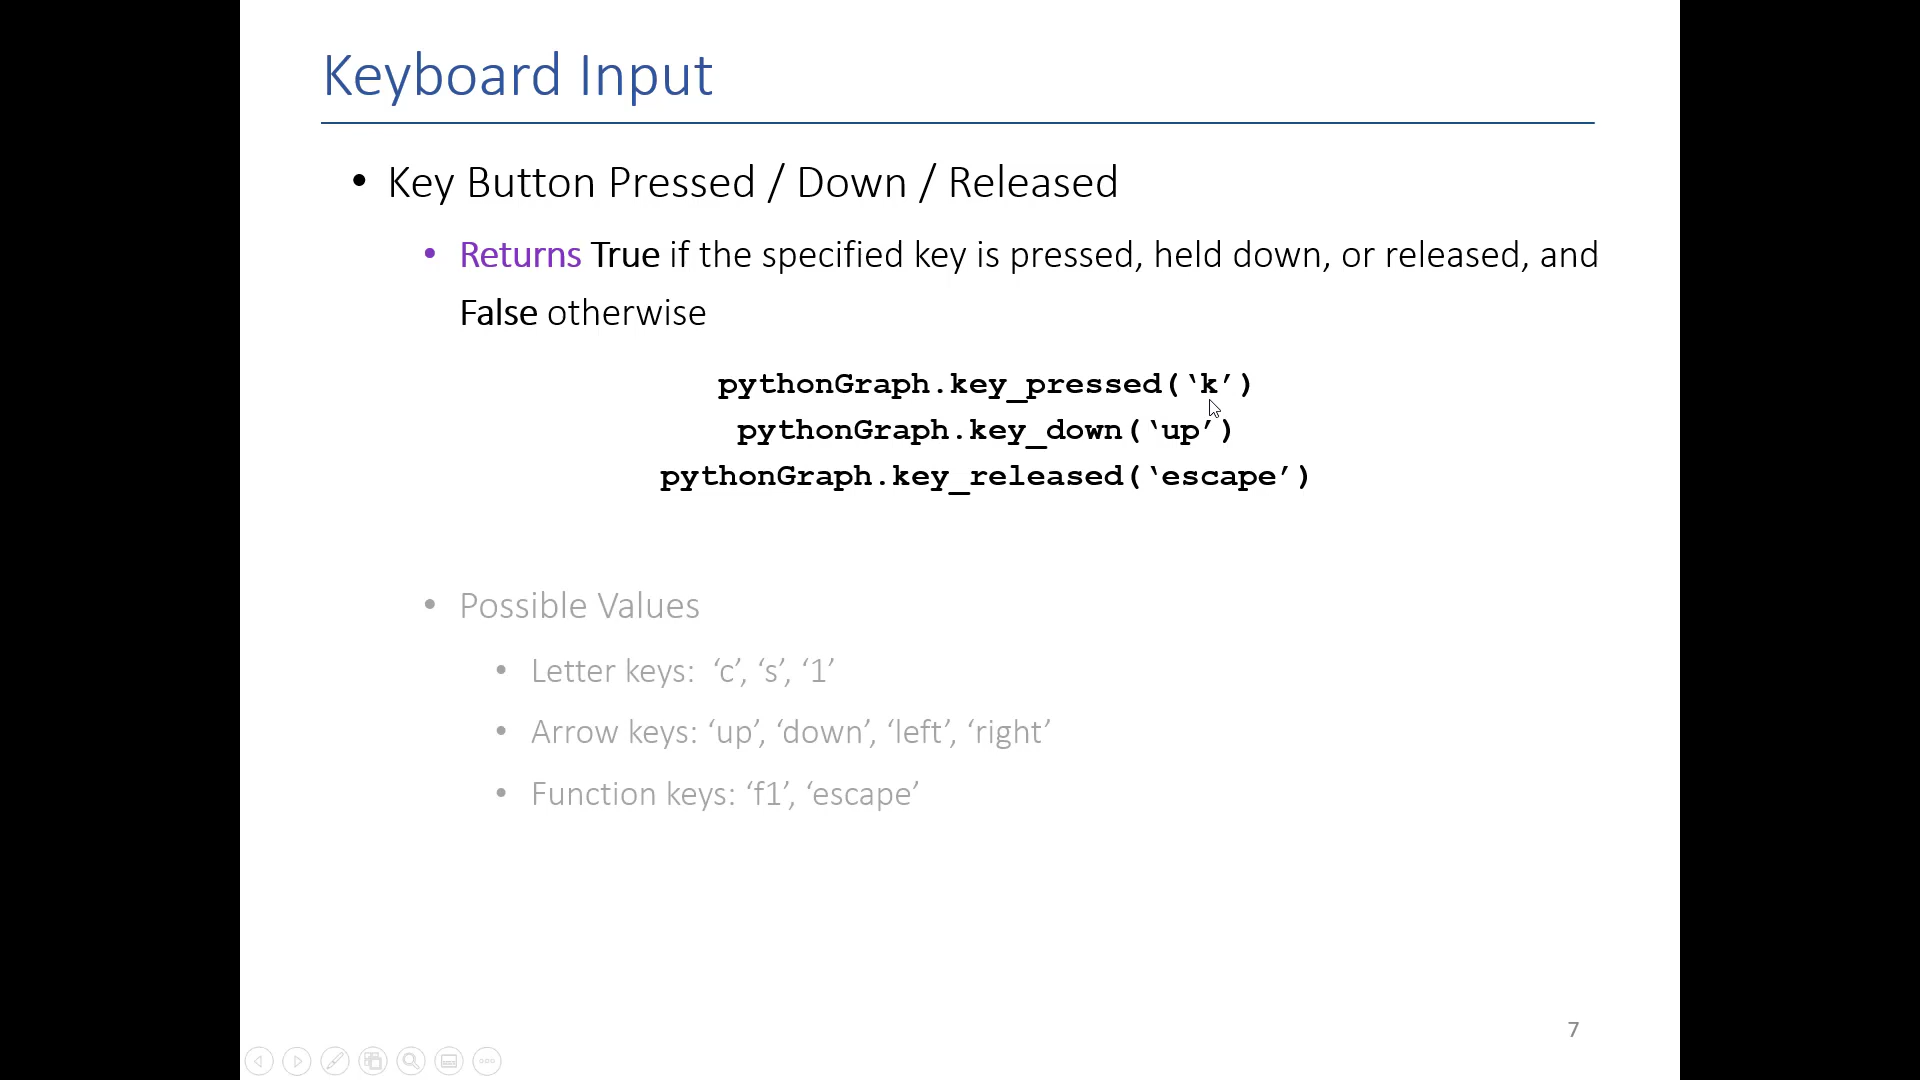 Keyboard Input
• Key Button Pressed / Down / Released
• Returns True if the specified key is pressed, held down, or released, and
False otherwise
pythonGraph.key_pressed(‘k’)
pythonGraph.key_down(‘up’)
pythonGraph.key_released(‘escape’)
• Possible Values
• Letter keys:  ‘c’, ‘s’, ‘1’
• Arrow keys: ‘up’, ‘down’, ‘left’, ‘right’
• Function keys: ‘f1’, ‘escape’
7